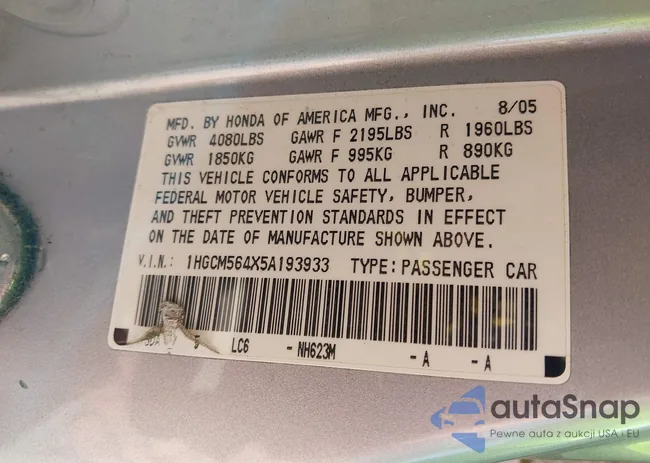 MFD. BY HONDA OF AMERICA MFG., INC. 8/05
GVWR 4080LBS GAWR F 2195LBS R 1960LBS
GVWR 1850KG GAWR F 995KG R 890KG
THIS VEHICLE CONFORMS TO ALL APPLICABLE
FEDERAL MOTOR VEHICLE SAFETY, BUMPER,
AND THEFT PREVENTION STANDARDS IN EFFECT
ON THE DATE OF MANUFACTURE SHOWN ABOVE.
V.I.N.: 1HGCM564X5A193933 TYPE: PASSENGER CAR
SDA LC6 - NH623M - A - A
autaSnap
Pewne auta z aukcji USA i EU